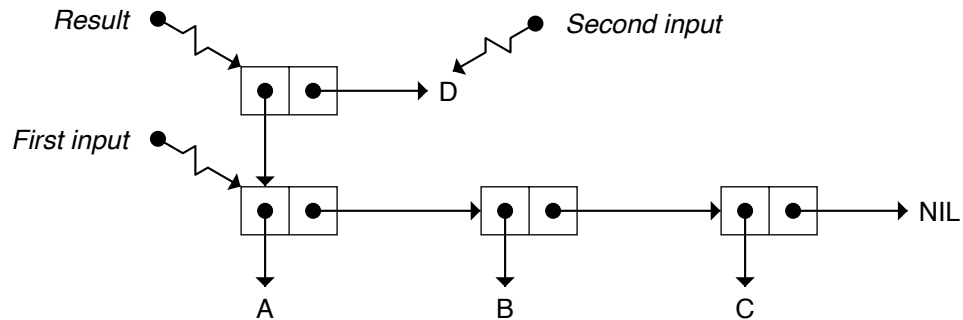 Result
Second input
D
First input
NIL
A
B
C